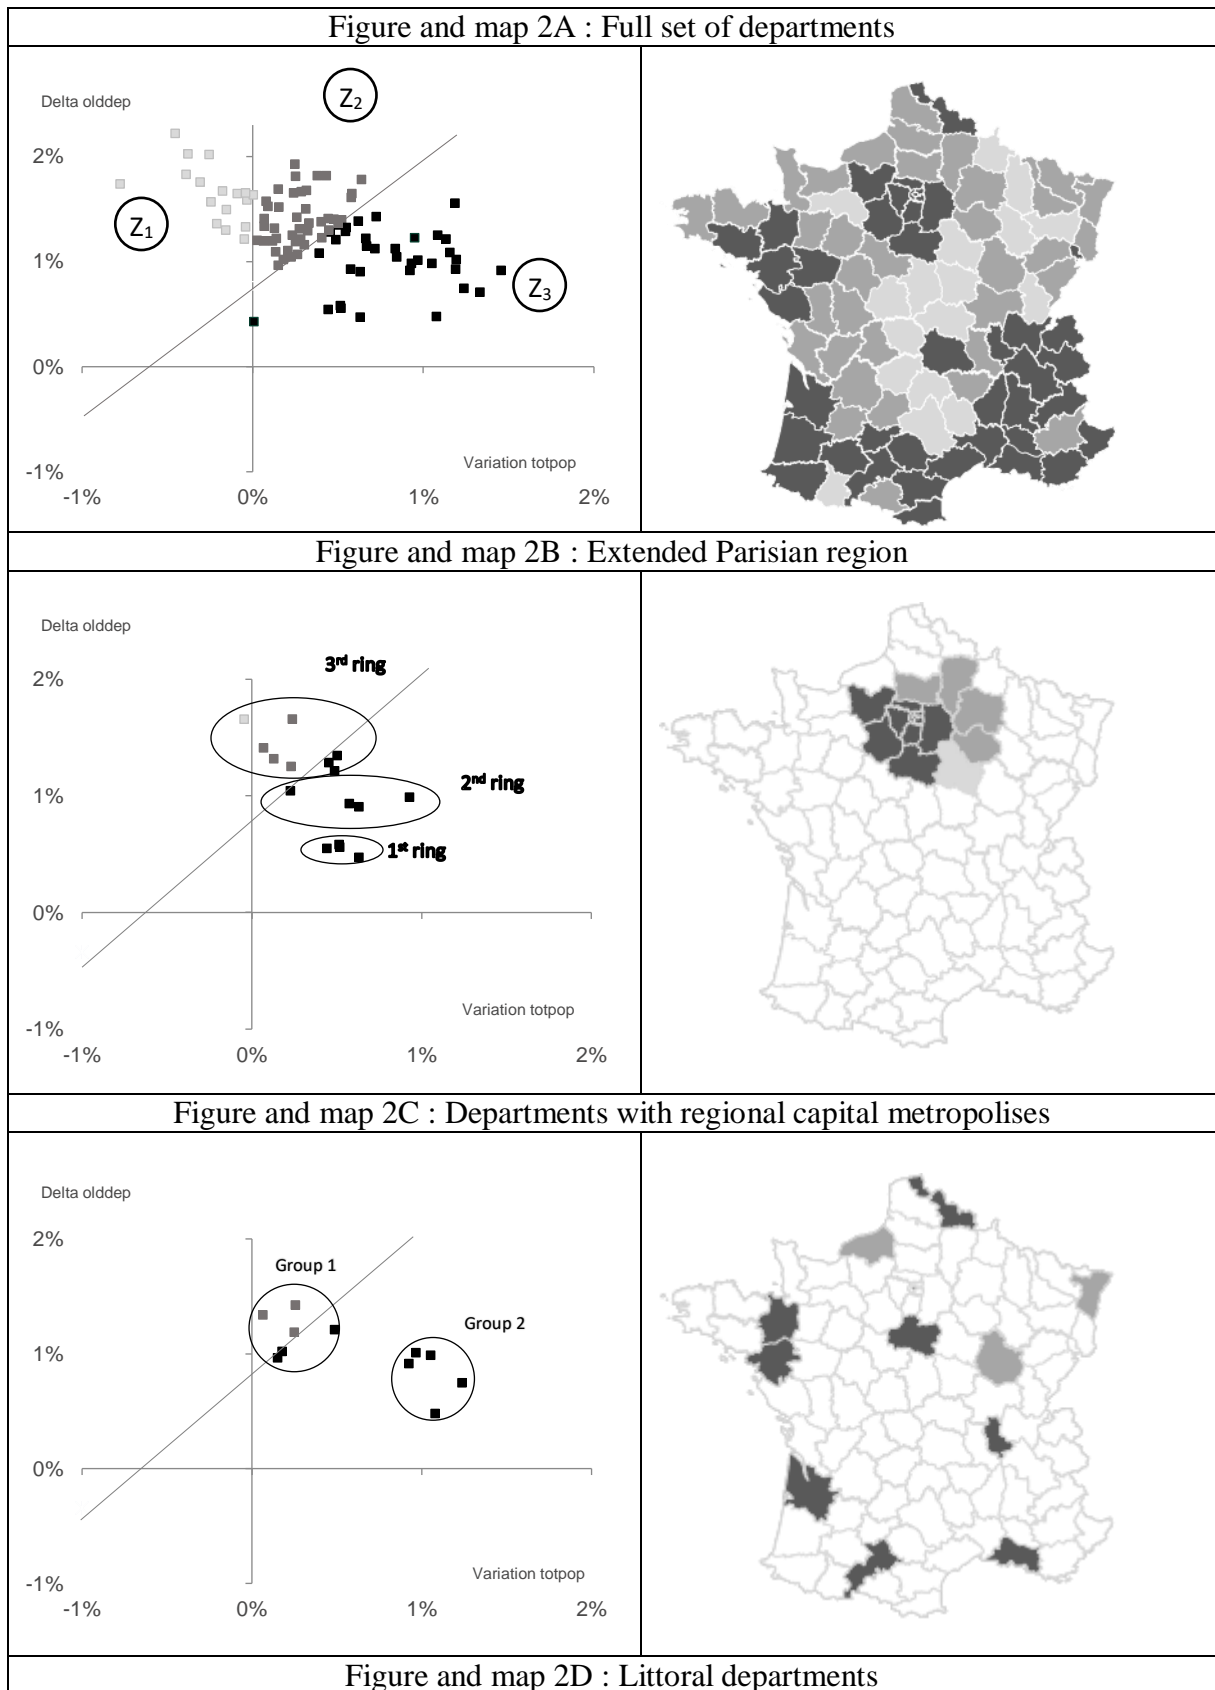 Figure and map 2A : Full set of departments
Delta olddep
Z2
2%
Z1
1%
Z3
0%
Variation totpop
-1%
-1% 0% 1% 2%
Figure and map 2B : Extended Parisian region
Delta olddep
3rd ring
2%
2nd ring
1%
1st ring
0%
Variation totpop
-1%
-1% 0% 1% 2%
Figure and map 2C : Departments with regional capital metropolises
Delta olddep
2%
Group 1
Group 2
1%
0%
Variation totpop
-1%
-1% 0% 1% 2%
Figure and map 2D : Littoral departments